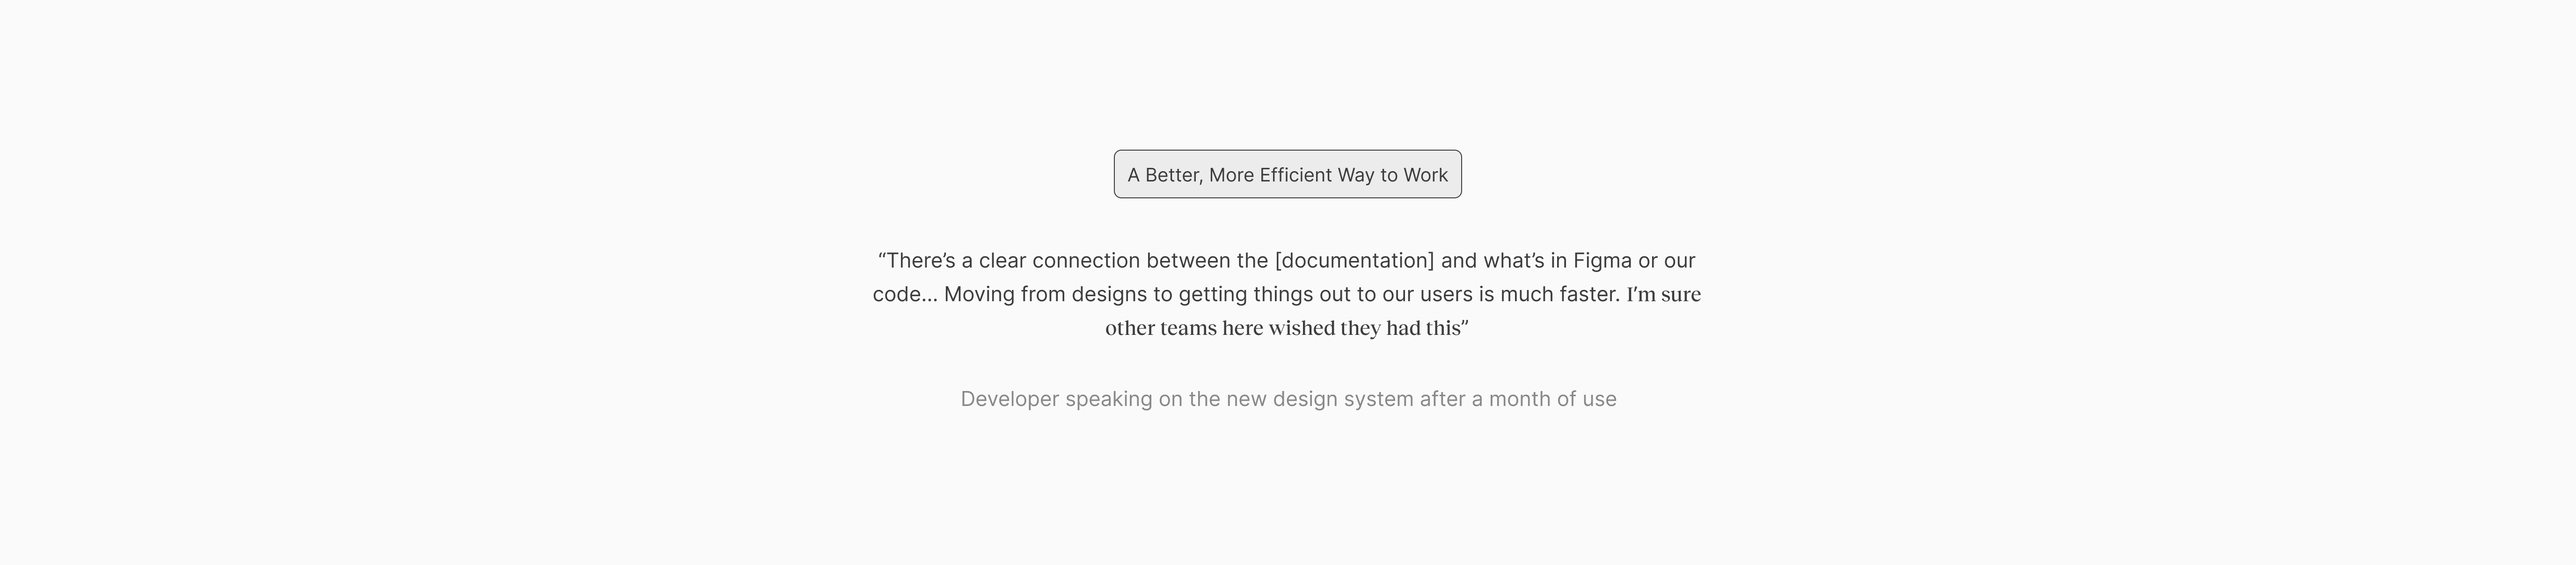 A Better, More Efficient Way to Work
“There’s a clear connection between the [documentation] and what’s in Figma or our
code... Moving from designs to getting things out to our users is much faster. I’m sure
other teams here wished they had this”
Developer speaking on the new design system after a month of use